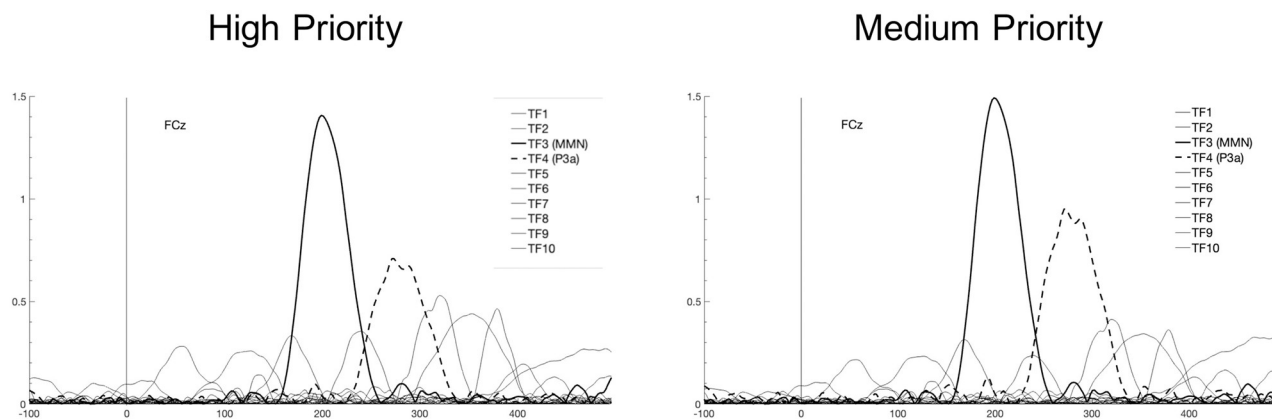 High Priority
1.5
1
0.5
0
-100
0
100
200
300
400
FCz
TF1
TF2
TF3 (MMN)
TF4 (P3a)
TF5
TF6
TF7
TF8
TF9
TF10
Medium Priority
1.5
1
0.5
0
-100
0
100
200
300
400
FCz
TF1
TF2
TF3 (MMN)
TF4 (P3a)
TF5
TF6
TF7
TF8
TF9
TF10